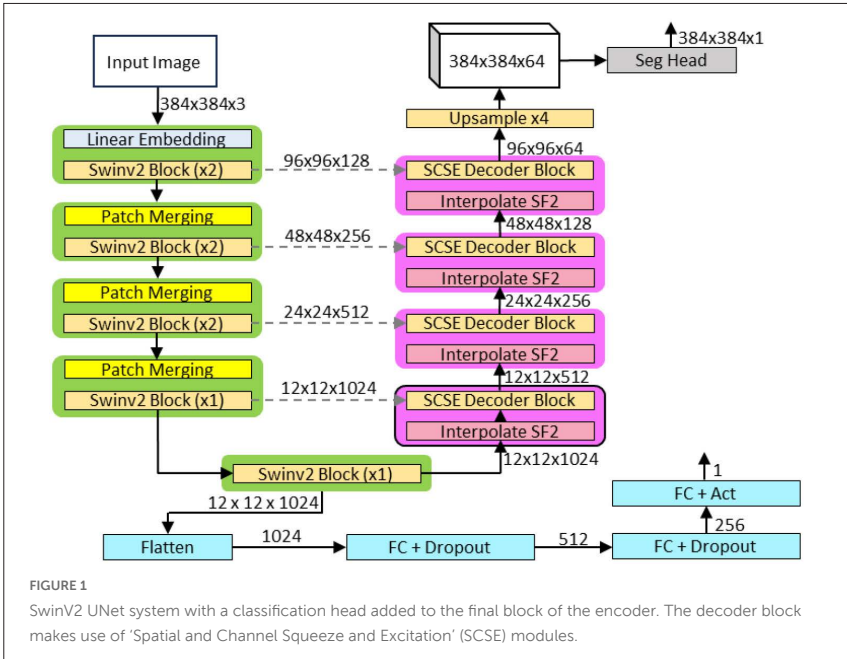 Input Image
384x384x3
Linear Embedding
Swinv2 Block (x2)
Patch Merging
Swinv2 Block (x2)
Patch Merging
Swinv2 Block (x2)
Patch Merging
Swinv2 Block (x1)
96x96x128
48x48x256
24x24x512
12x12x1024
384x384x64
384x384x1
Seg Head
Upsample x4
96x96x64
SCSE Decoder Block
Interpolate SF2
48x48x128
SCSE Decoder Block
Interpolate SF2
24x24x256
SCSE Decoder Block
Interpolate SF2
12x12x512
SCSE Decoder Block
Interpolate SF2
12x12x1024
Swinv2 Block (x1)
12 x 12 x 1024
Flatten
1024
FC + Dropout
512
FC + Dropout
256
FC + Act
1
FIGURE 1
SwinV2 UNet system with a classification head added to the final block of the encoder. The decoder block
makes use of ‘Spatial and Channel Squeeze and Excitation’ (SCSE) modules.